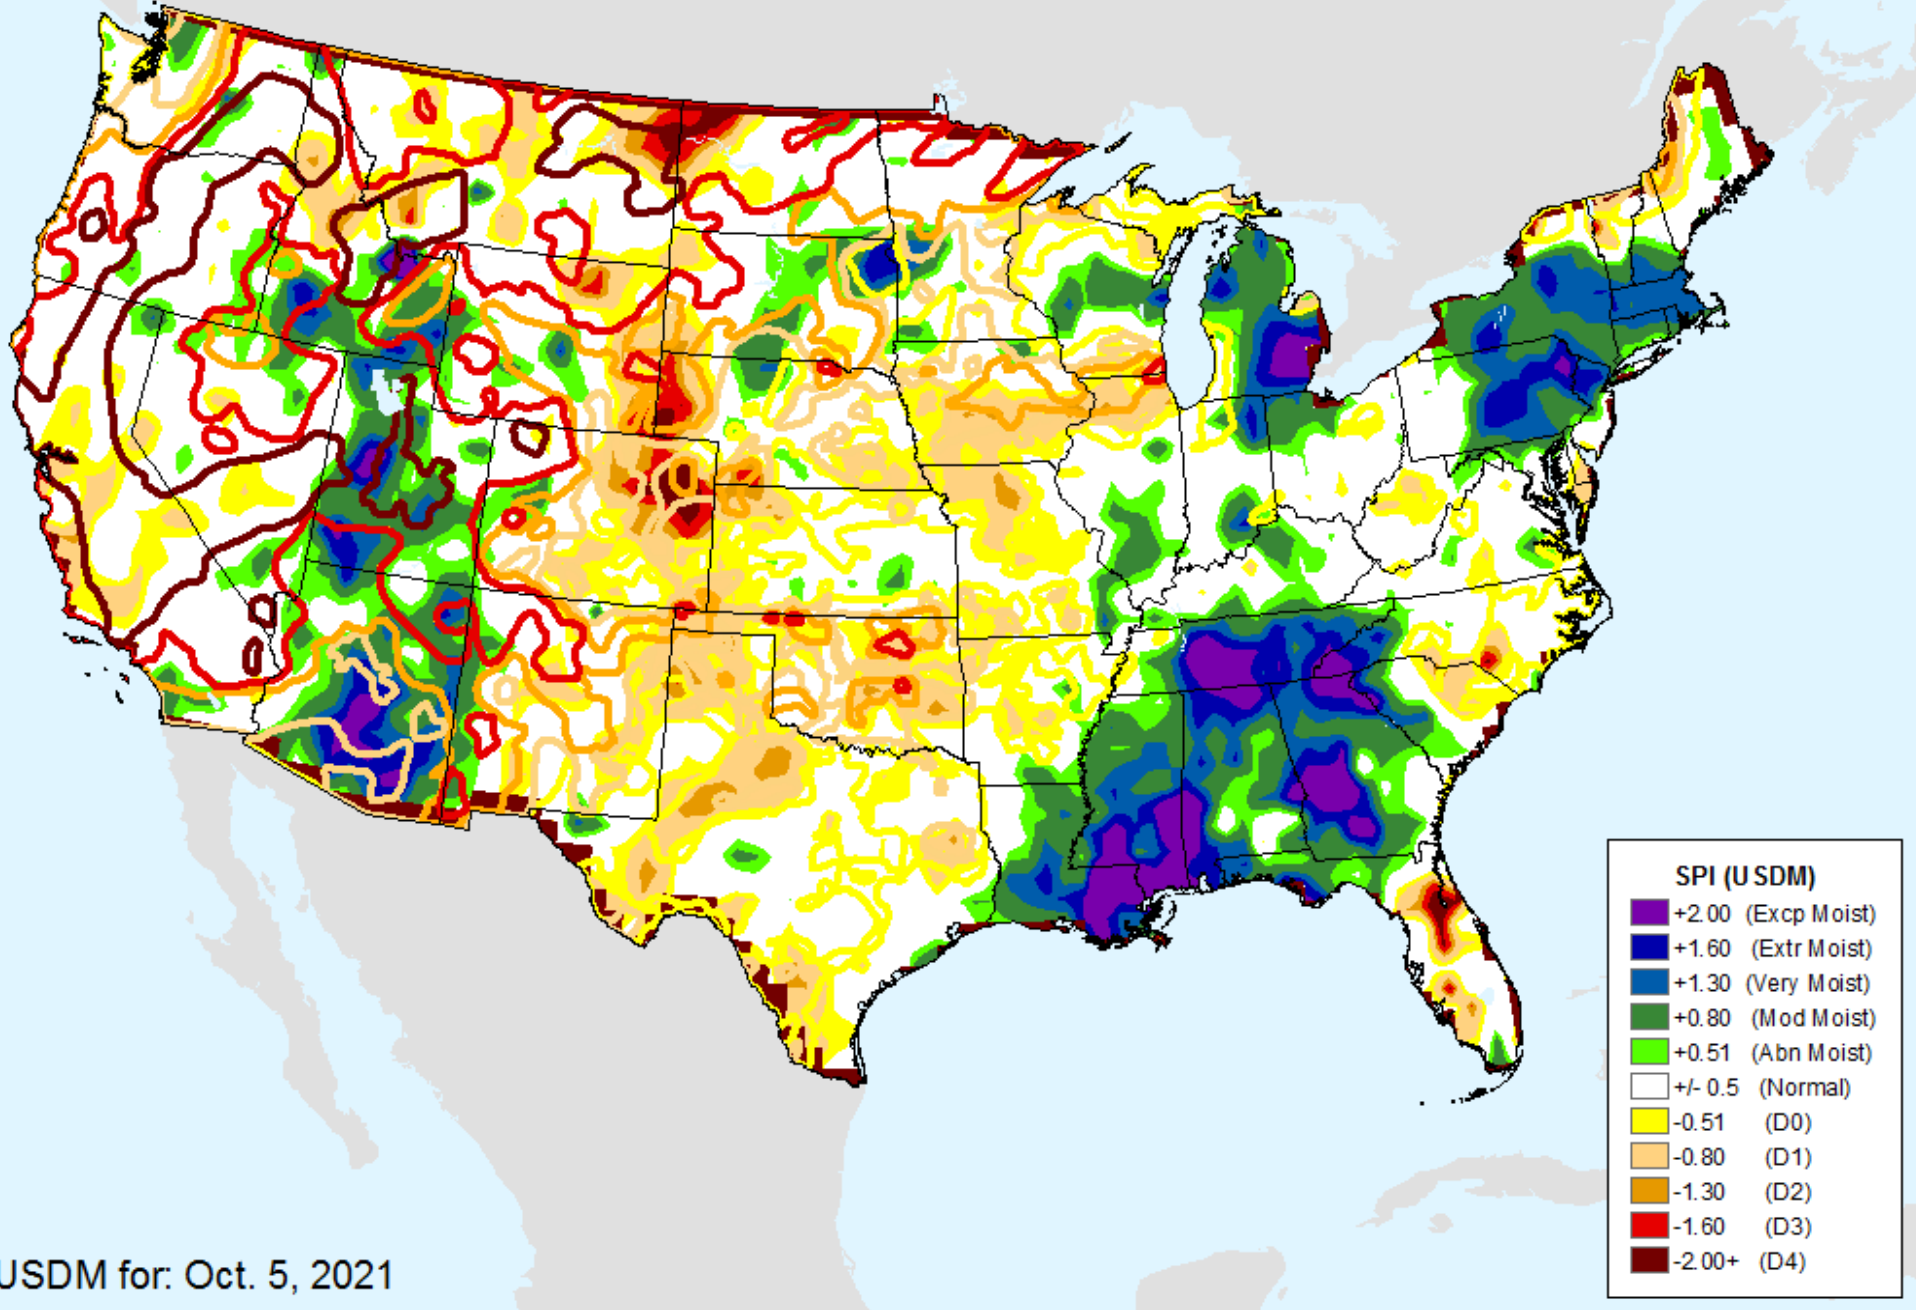 SPI (USDM)
+2.00 (Excp Moist)
+1.60 (Extr Moist)
+1.30 (Very Moist)
+0.80 (Mod Moist)
+0.51 (Abn Moist)
+/- 0.5 (Normal)
-0.51 (D0)
-0.80 (D1)
-1.30 (D2)
-1.60 (D3)
-2.00+ (D4)
USDM for: Oct. 5, 2021